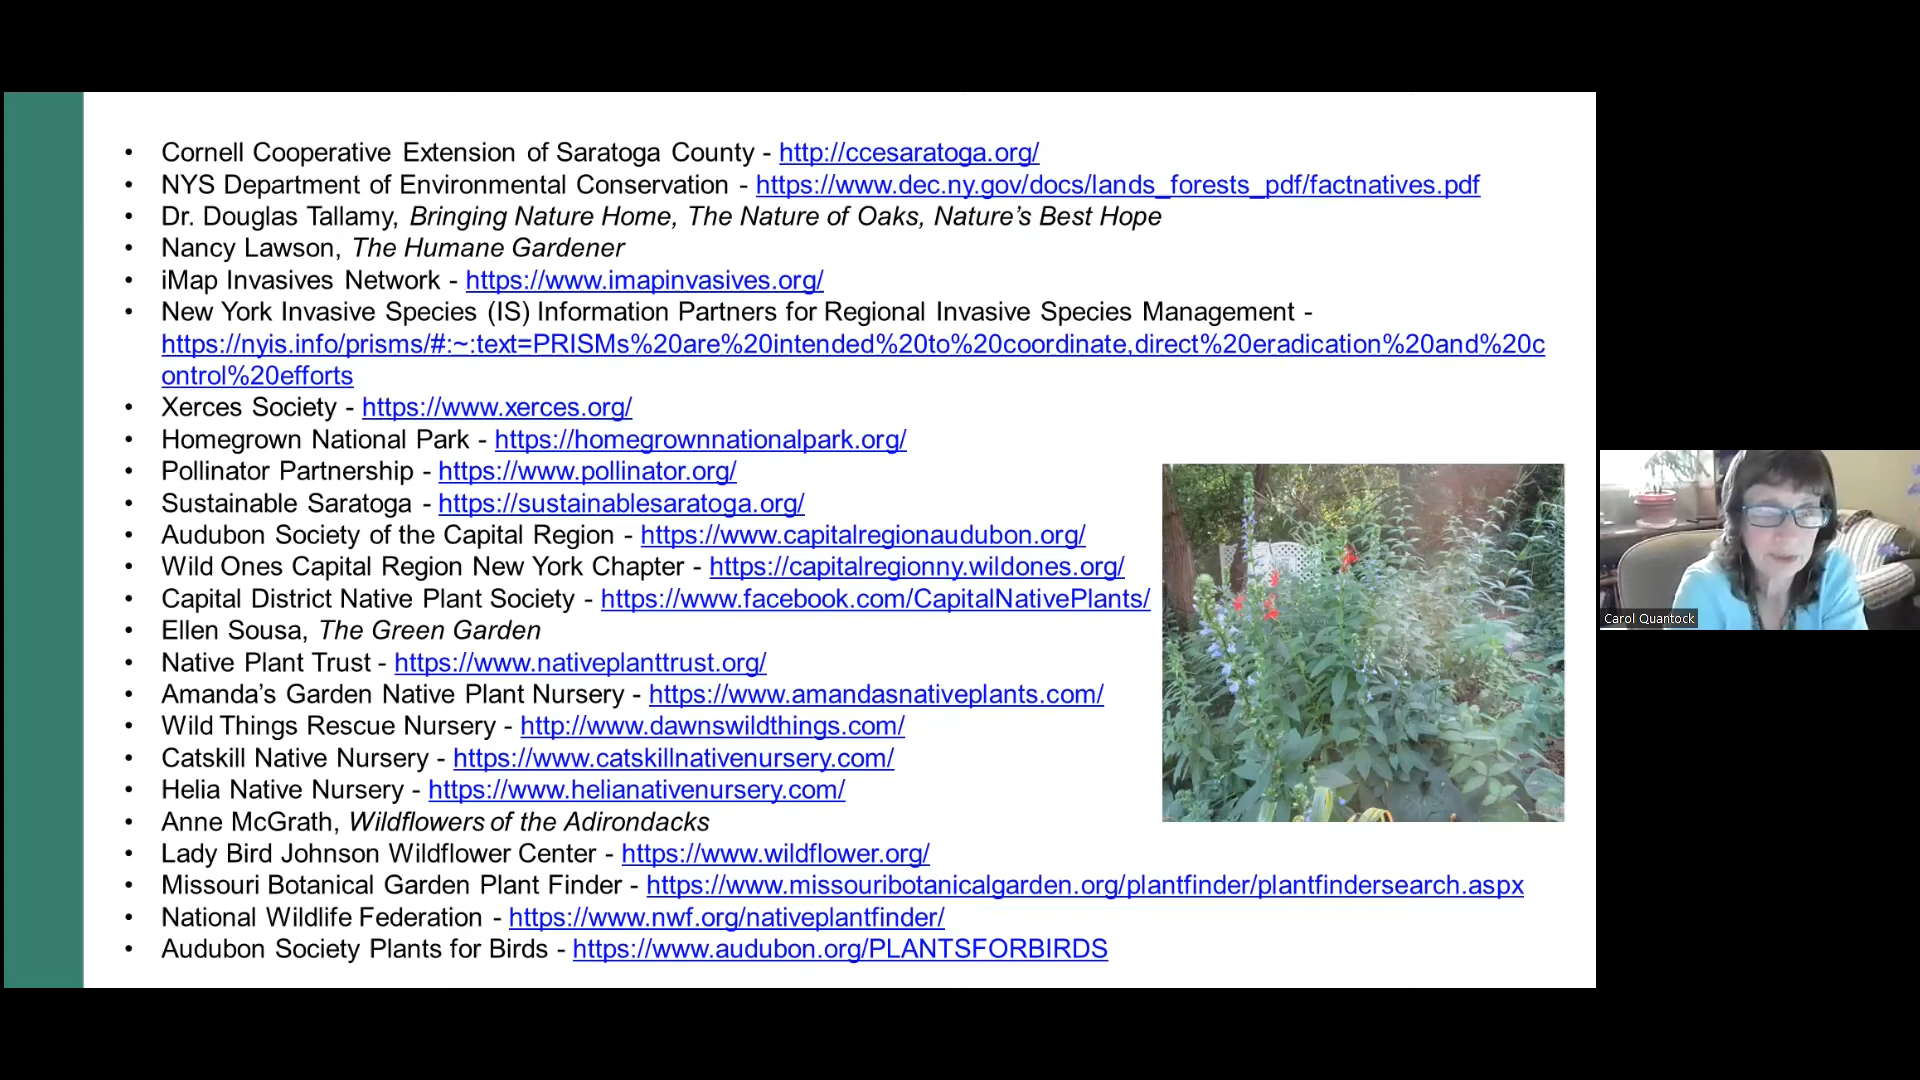 • Cornell Cooperative Extension of Saratoga County - http://ccesaratoga.org/
• NYS Department of Environmental Conservation - https://www.dec.ny.gov/docs/lands_forests_pdf/factnatives.pdf
• Dr. Douglas Tallamy, Bringing Nature Home, The Nature of Oaks, Nature’s Best Hope
• Nancy Lawson, The Humane Gardener
• iMap Invasives Network - https://www.imapinvasives.org/
• New York Invasive Species (IS) Information Partners for Regional Invasive Species Management -
https://nyis.info/prisms/#:~:text=PRISMs%20are%20intended%20to%20coordinate,direct%20eradication%20and%20c
ontrol%20efforts
• Xerces Society - https://www.xerces.org/
• Homegrown National Park - https://homegrownnationalpark.org/
• Pollinator Partnership - https://www.pollinator.org/
• Sustainable Saratoga - https://sustainablesaratoga.org/
• Audubon Society of the Capital Region - https://www.capitalregionaudubon.org/
• Wild Ones Capital Region New York Chapter - https://capitalregionny.wildones.org/
• Capital District Native Plant Society - https://www.facebook.com/CapitalNativePlants/
• Ellen Sousa, The Green Garden
• Native Plant Trust - https://www.nativeplanttrust.org/
• Amanda’s Garden Native Plant Nursery - https://www.amandasnativeplants.com/
• Wild Things Rescue Nursery - http://www.dawnswildthings.com/
• Catskill Native Nursery - https://www.catskillnativenursery.com/
• Helia Native Nursery - https://www.helianativenursery.com/
• Anne McGrath, Wildflowers of the Adirondacks
• Lady Bird Johnson Wildflower Center - https://www.wildflower.org/
• Missouri Botanical Garden Plant Finder - https://www.missouribotanicalgarden.org/plantfinder/plantfindersearch.aspx
• National Wildlife Federation - https://www.nwf.org/nativeplantfinder/
• Audubon Society Plants for Birds - https://www.audubon.org/PLANTSFORBIRDS
Carol Quantock